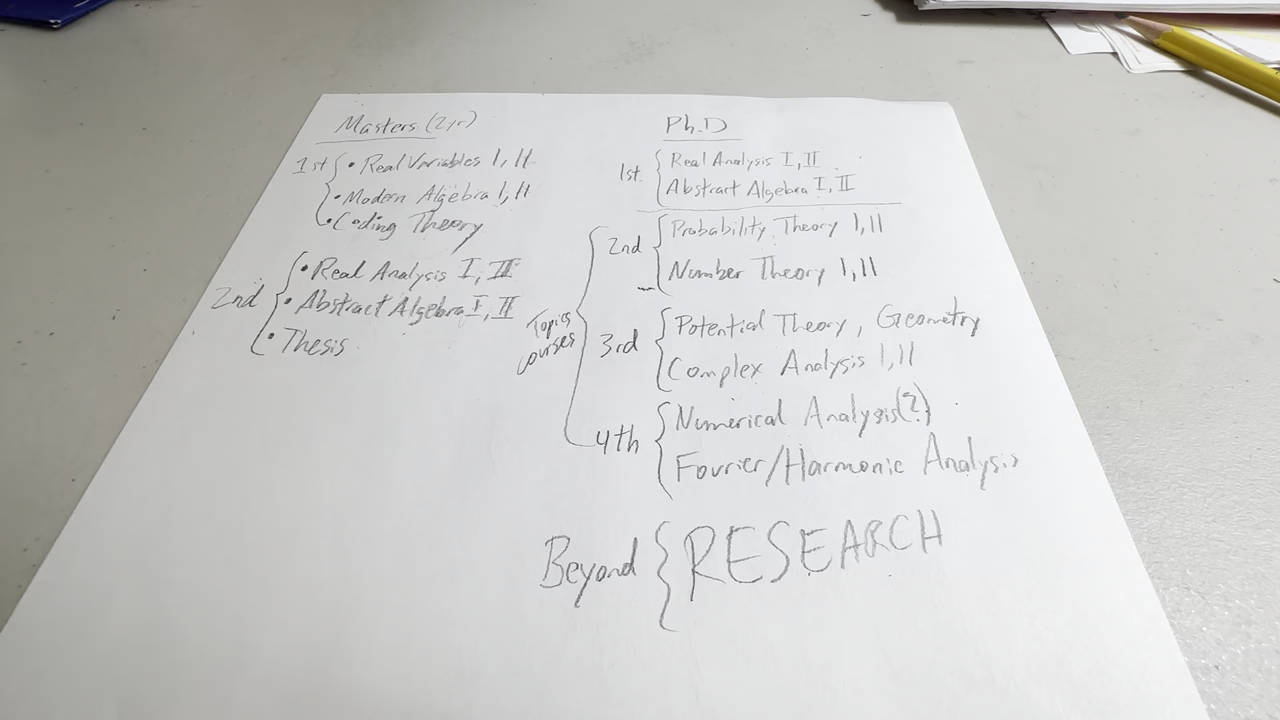 Masters (2yr)
1st
• Real Variables I, II
• Modern Algebra I, II
• Coding Theory
2nd
• Real Analysis I, II
• Abstract Algebra I, II
• Thesis
Ph.D
1st.
Real Analysis I, II
Abstract Algebra I, II
Topics
courses
2nd
Probability Theory I, II
Number Theory I, II
3rd
Potential Theory, Geometry
Complex Analysis I, II
4th
Numerical Analysis(?)
Fourier/Harmonic Analysis
Beyond
RESEARCH